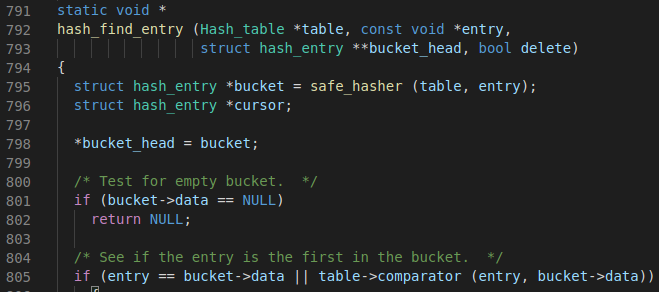 791 static void *
792 hash_find_entry (Hash_table *table, const void *entry,
793                  struct hash_entry **bucket_head, bool delete)
794 {
795   struct hash_entry *bucket = safe_hasher (table, entry);
796   struct hash_entry *cursor;
797
798   *bucket_head = bucket;
799
800   /* Test for empty bucket.  */
801   if (bucket->data == NULL)
802     return NULL;
803
804   /* See if the entry is the first in the bucket.  */
805   if (entry == bucket->data || table->comparator (entry, bucket->data))